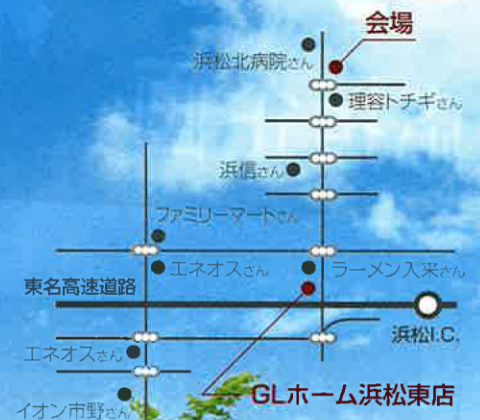 会場
浜松北病院さん
理容トチギさん
浜信さん
ファミリーマートさん
エネオスさん
ラーメン入来さん
東名高速道路
浜松I.C.
エネオスさん
GLホーム浜松東店
イオン市野さん